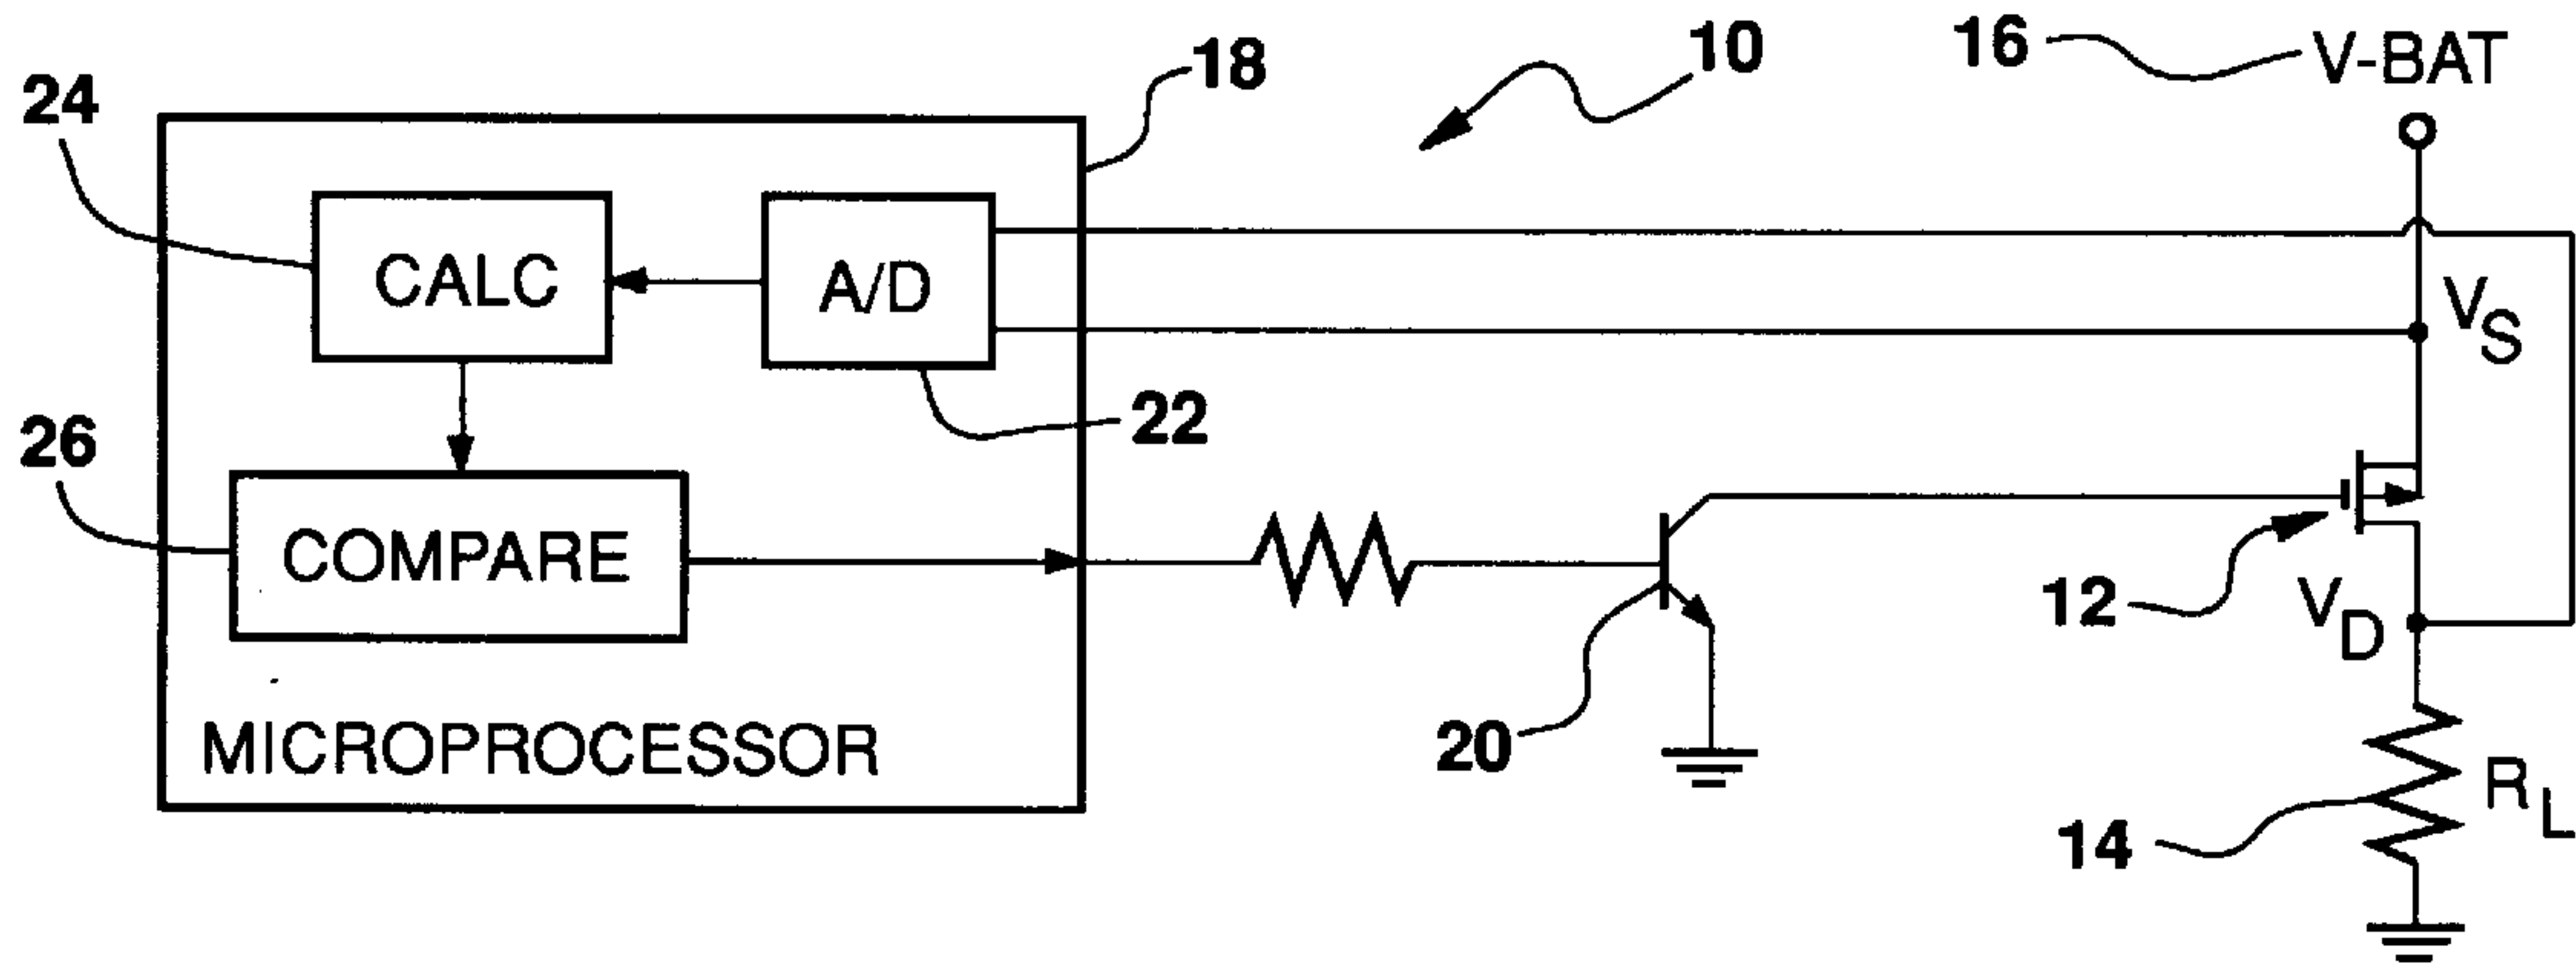 10
16
V-BAT
18
24
CALC
A/D
VS
22
26
COMPARE
12
VD
20
MICROPROCESSOR
RL
14